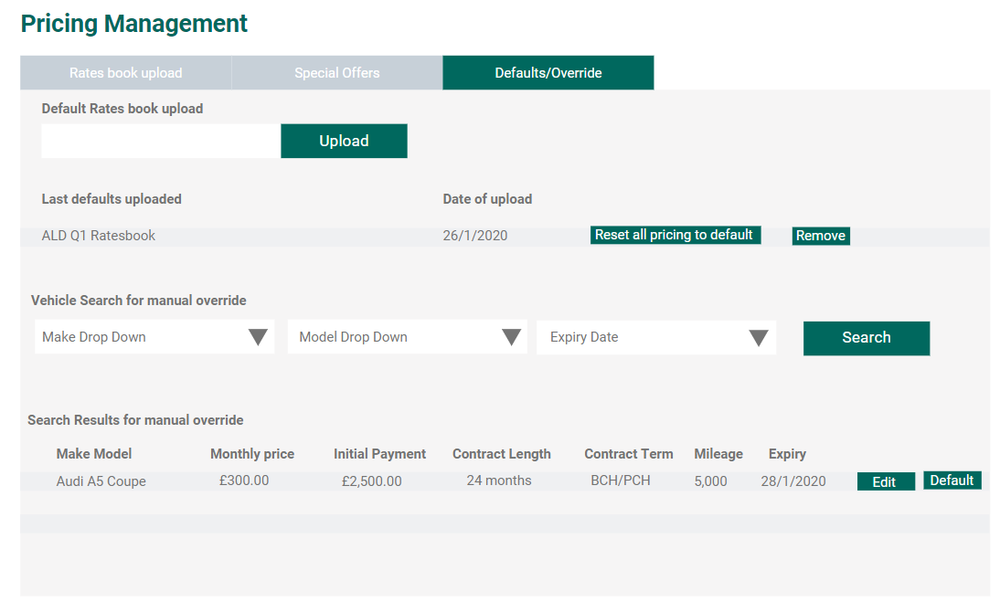 Pricing Management
Rates book upload Special Offers Defaults/Override
Default Rates book upload
Upload
Last defaults uploaded Date of upload
ALD Q1 Ratesbook 26/1/2020 Reset all pricing to default Remove
Vehicle Search for manual override
Make Drop Down Model Drop Down Expiry Date Search
Search Results for manual override
Make Model Monthly price Initial Payment Contract Length Contract Term Mileage Expiry
Audi A5 Coupe £300.00 £2,500.00 24 months BCH/PCH 5,000 28/1/2020 Edit Default